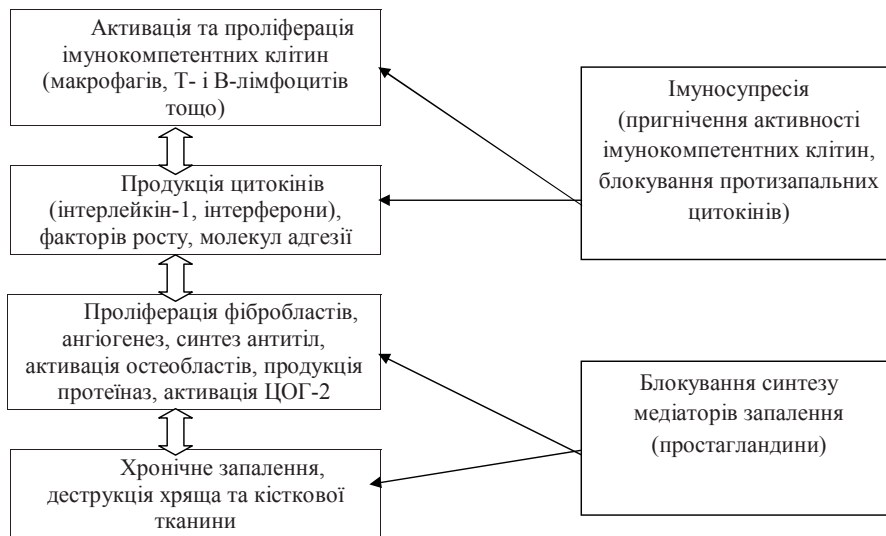 Активація та проліферація
імунокомпетентних клітин
(макрофагів, Т- і В-лімфоцитів
тощо)
Продукція цитокінів
(інтерлейкін-1, інтерферони),
факторів росту, молекул адгезії
Проліферація фібробластів,
ангіогенез, синтез антитіл,
активація остеобластів, продукція
протеїназ, активація ЦОГ-2
Хронічне запалення,
деструкція хряща та кісткової
тканини
Імуносупресія
(пригнічення активності
імунокомпетентних клітин,
блокування протизапальних
цитокінів)
Блокування синтезу
медіаторів запалення
(простагландини)